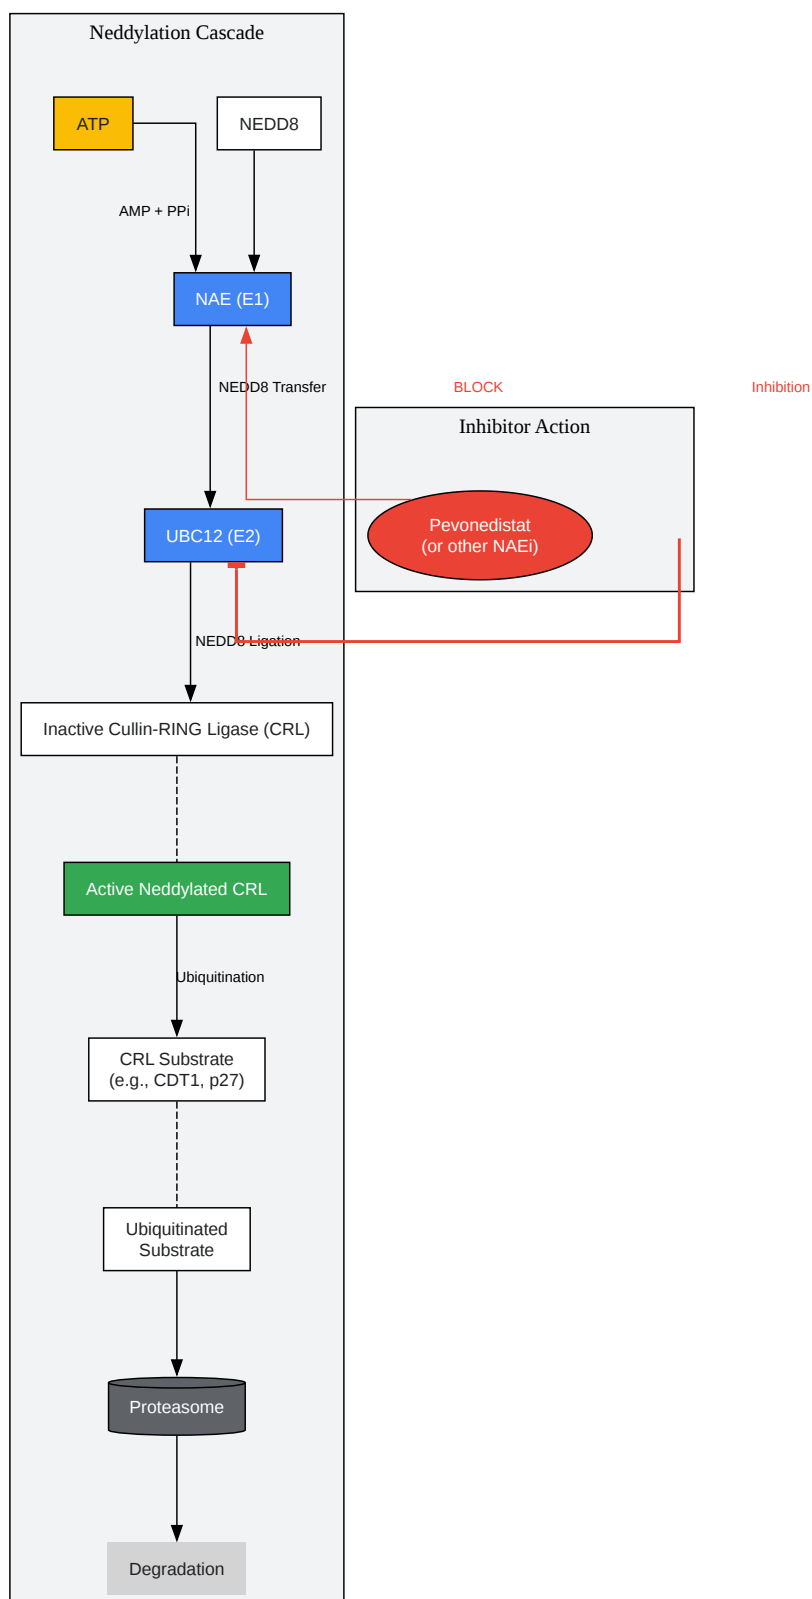 Neddylation Cascade
ATP
NEDD8
AMP + PPi
NAE (E1)
NEDD8 Transfer
BLOCK
Inhibition
Inhibitor Action
Pevonedistat
(or other NAEi)
UBC12 (E2)
NEDD8 Ligation
Inactive Cullin-RING Ligase (CRL)
Active Neddylated CRL
Ubiquitination
CRL Substrate
(e.g., CDT1, p27)
Ubiquitinated
Substrate
Proteasome
Degradation